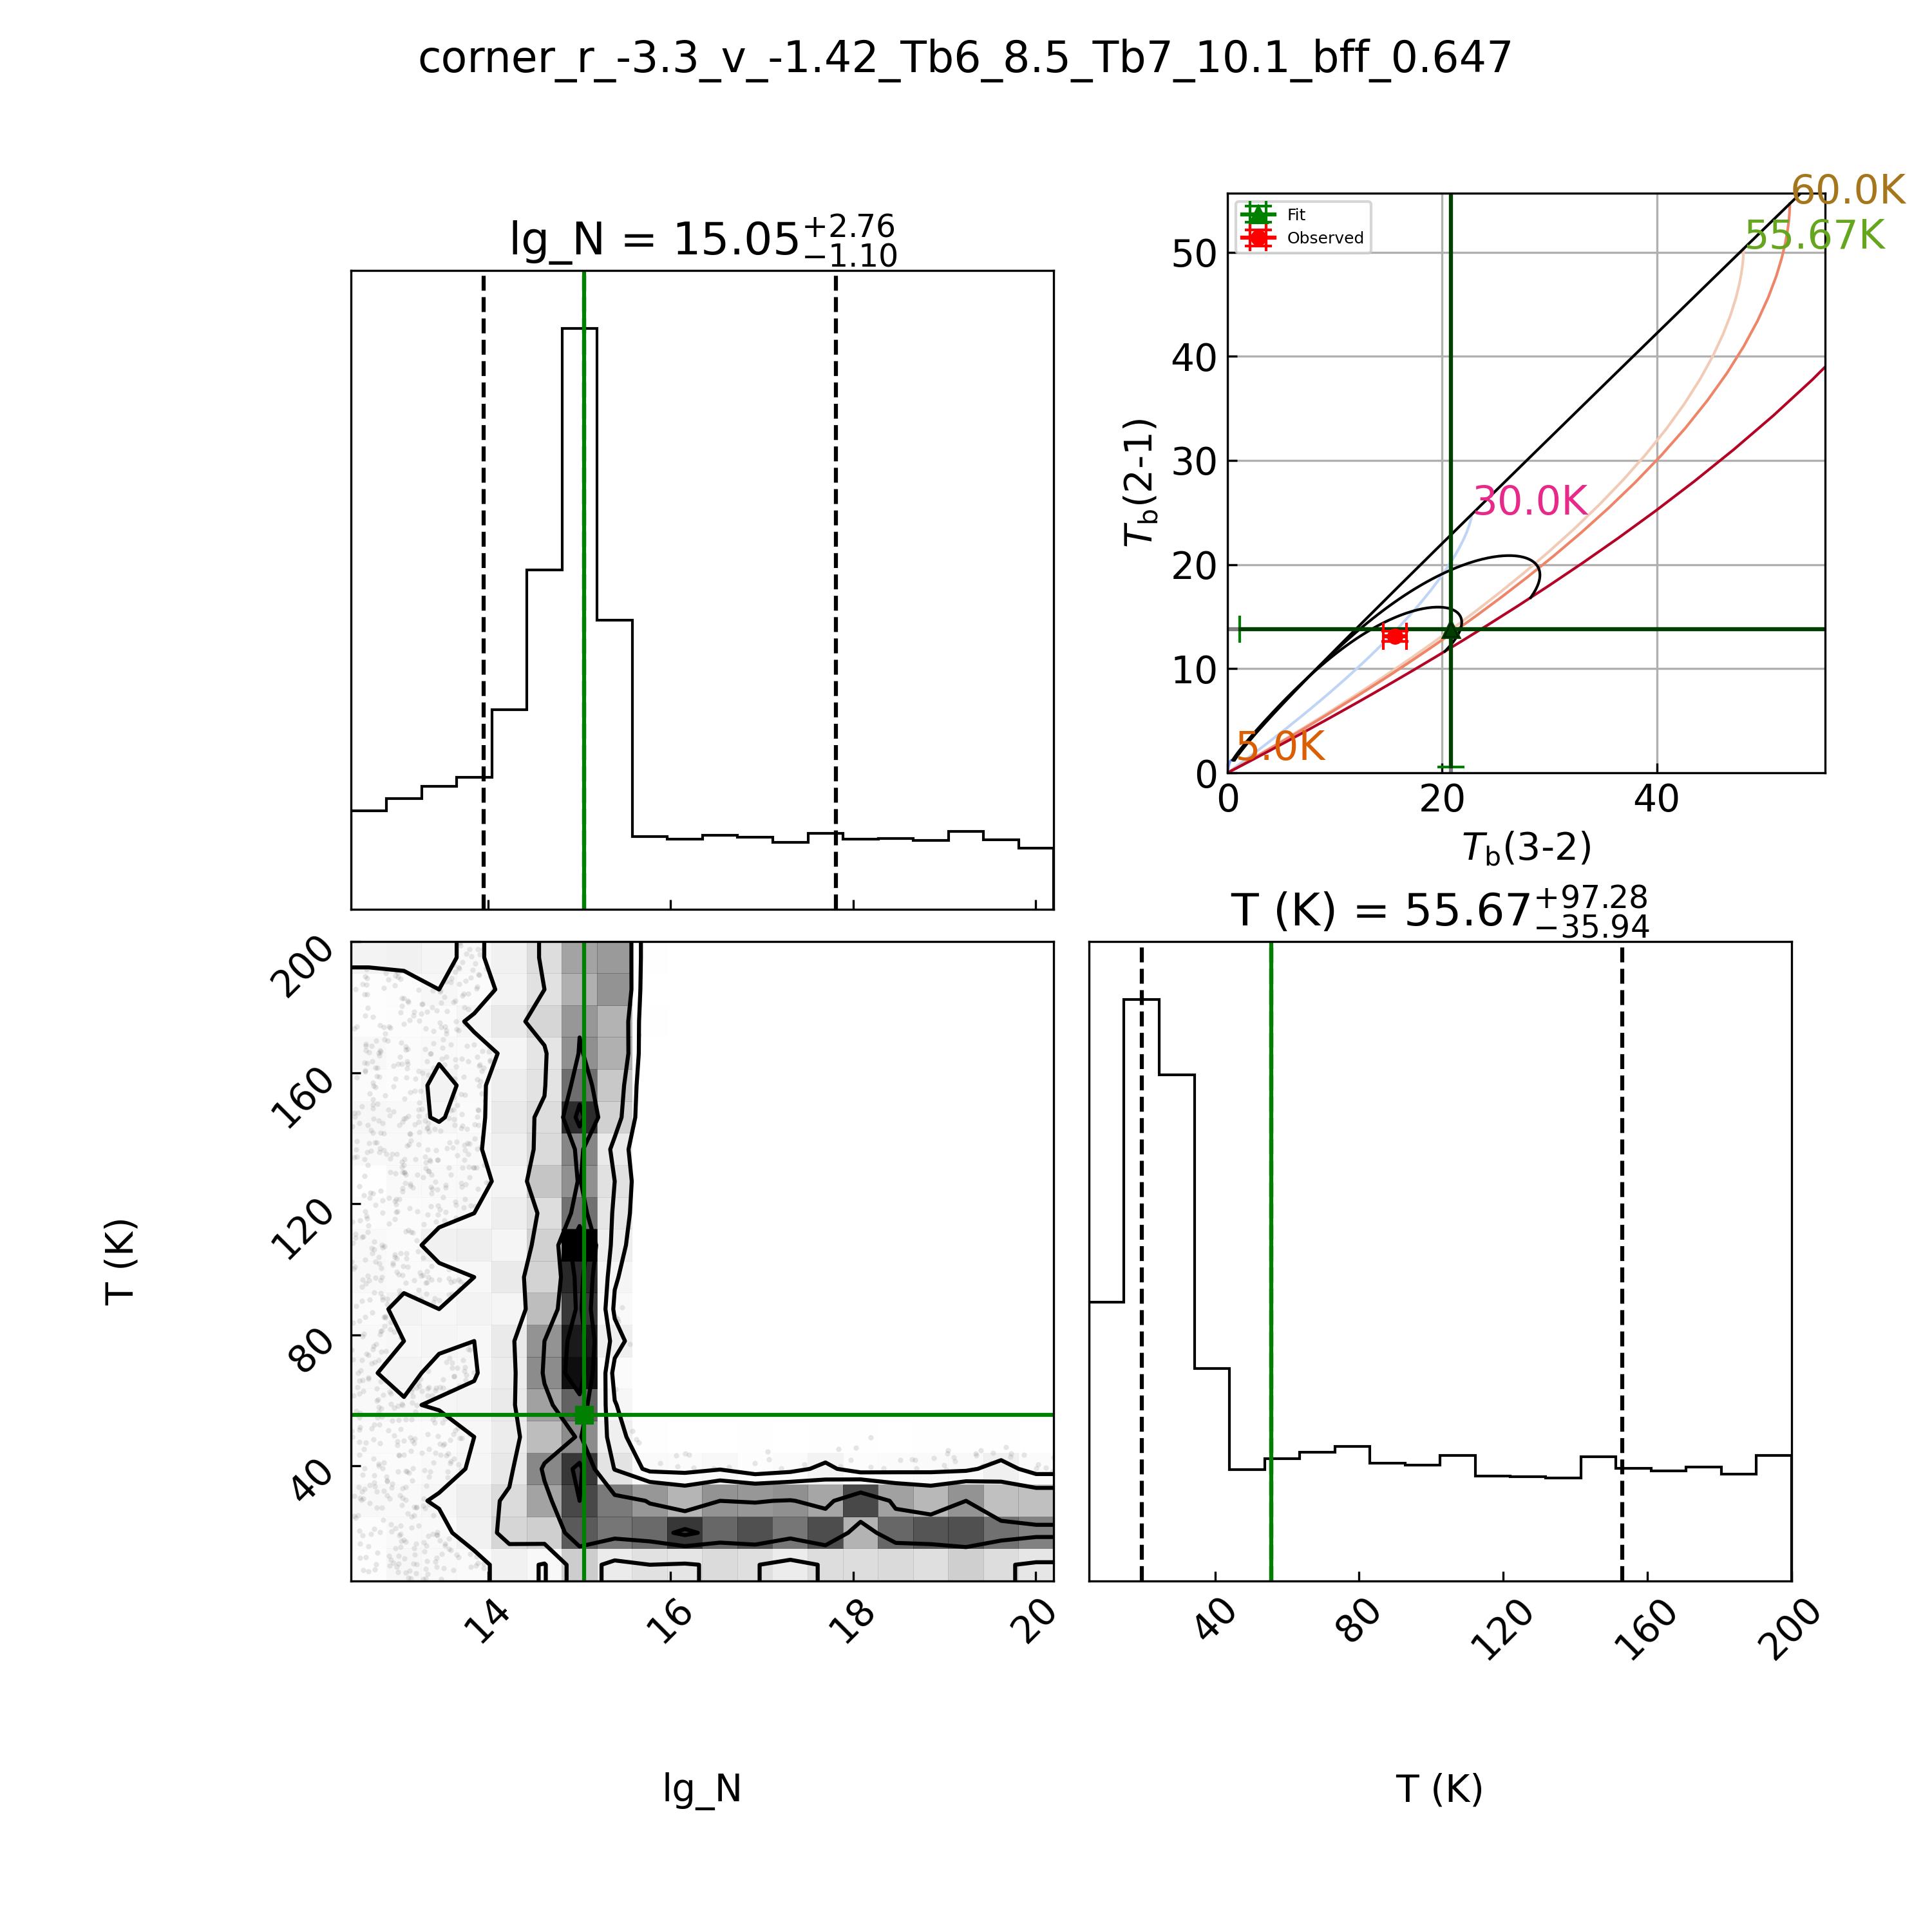 corner_r_-3.3_v_-1.42_Tb6_8.5_Tb7_10.1_bff_0.647
lg_N = 15.05+2.76−1.10
60.0K
55.67K
30.0K
5.0K
Fit
Observed
50
40
30
20
10
0
Tb(2-1)
0 20 40
Tb(3-2)
T (K) = 55.67+97.28−35.94
200
160
120
80
40
T (K)
14 16 18 20
lg_N
40 80 120 160 200
T (K)